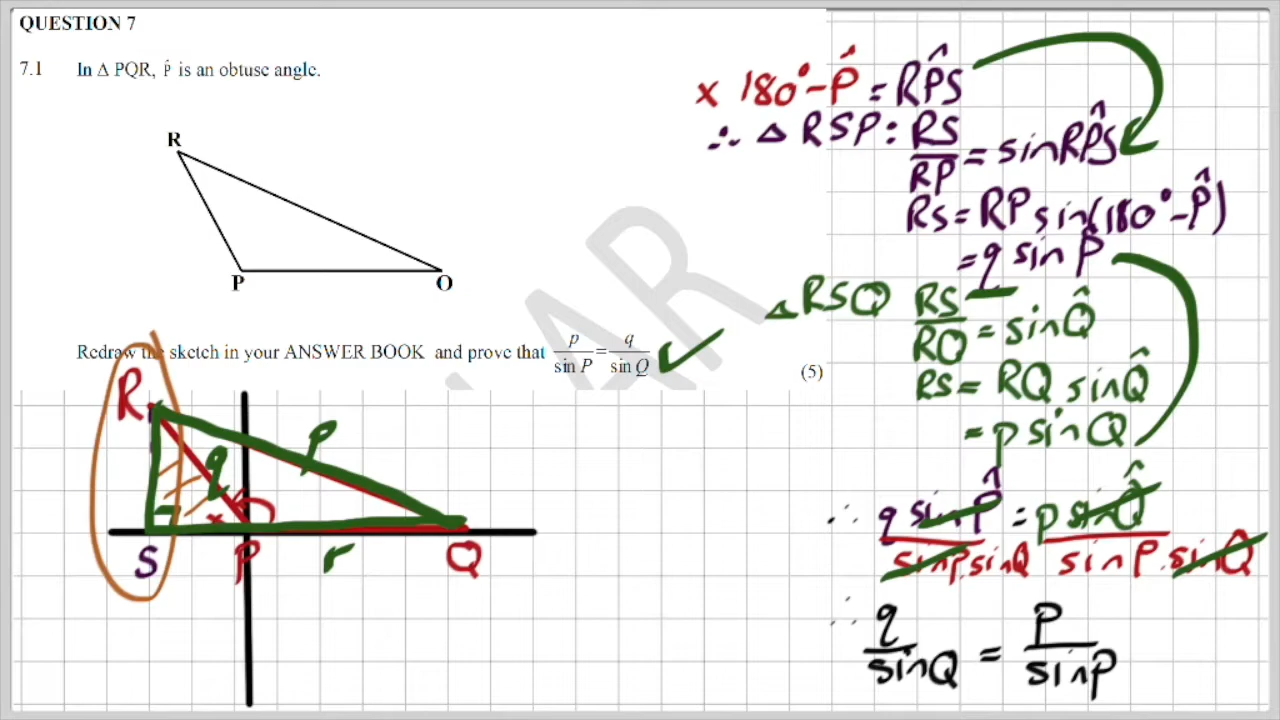 QUESTION 7
7.1 In Δ PQR, P̂ is an obtuse angle.
R
P
Q
Redraw the sketch in your ANSWER BOOK and prove that p/sin P = q/sin Q ✓
(5)
R
q
p
x
S
P
r
Q
x 180° - P̂ = RP̂S
∴ Δ RSP: RS/RP = sin RP̂S
RS = RP sin(180° - P̂)
= q sin P̂
Δ RSQ RS/RQ = sin Q̂
RS = RQ sin Q̂
= p sin Q̂
∴ q sin P̂/sin P . sin Q = p sin Q̂/sin P . sin Q
∴ q/sin Q = p/sin P